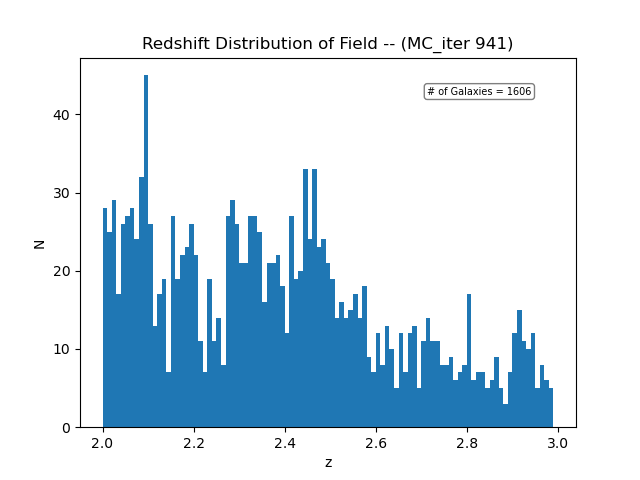 Redshift Distribution of Field -- (MC_iter 941)
# of Galaxies = 1606
40
30
20
10
0
N
2.0 2.2 2.4 2.6 2.8 3.0
z